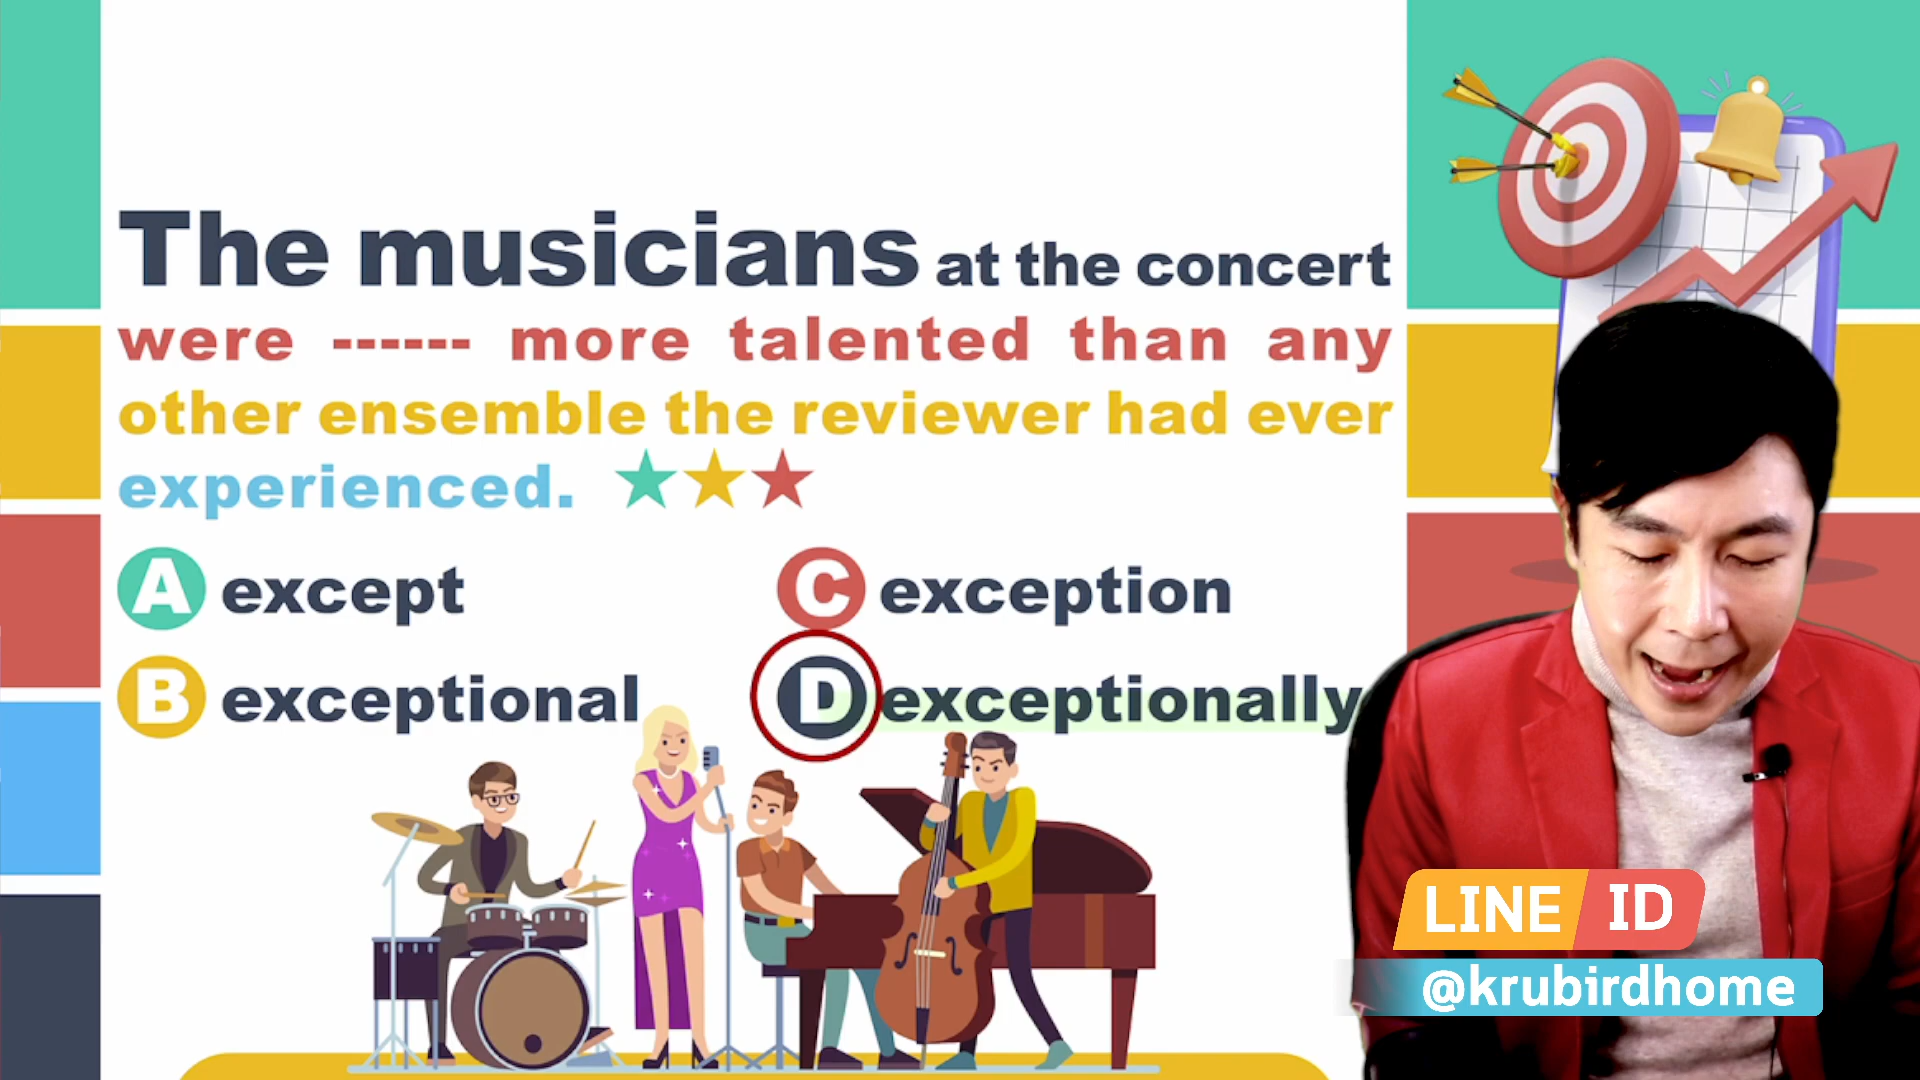 The musicians at the concert
were ------ more talented than any
other ensemble the reviewer had ever
experienced.
A except
B exceptional
C exception
D exceptionally
LINE ID
@krubirdhome